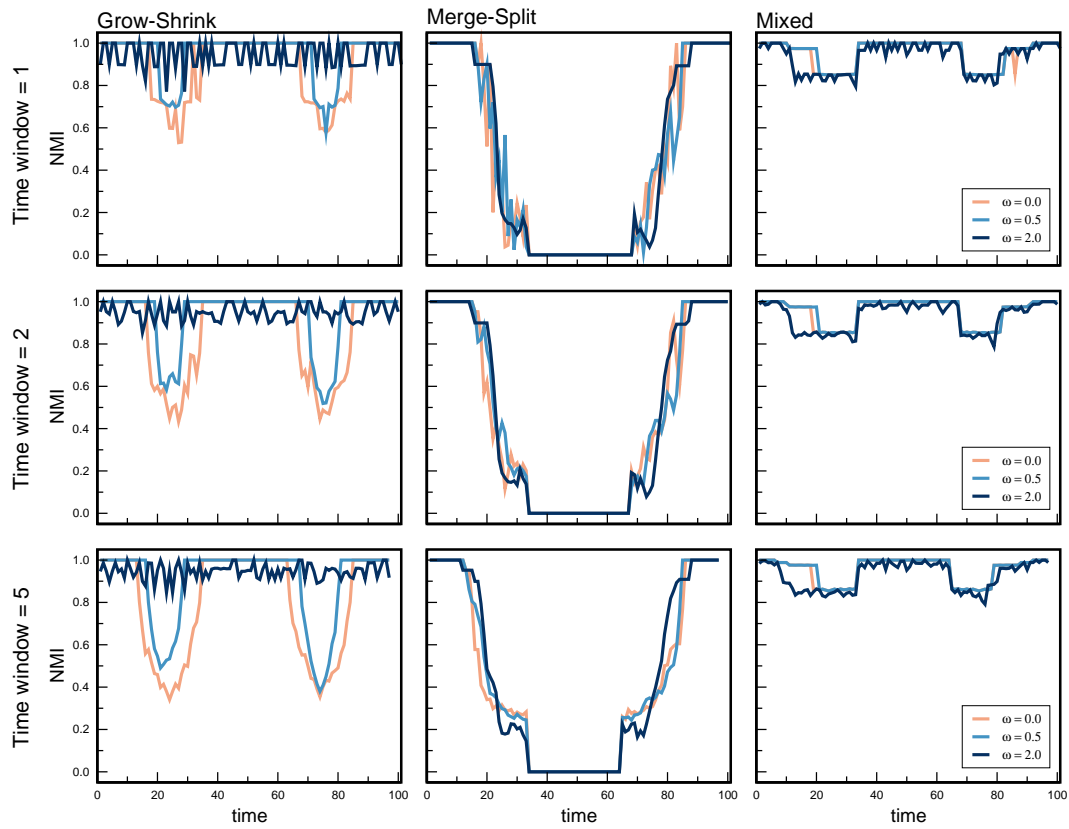 Grow-Shrink Merge-Split Mixed
Time window = 1
NMI
1.0
0.8
0.6
0.4
0.2
0.0
ω = 0.0
ω = 0.5
ω = 2.0
Time window = 2
NMI
1.0
0.8
0.6
0.4
0.2
0.0
ω = 0.0
ω = 0.5
ω = 2.0
Time window = 5
NMI
1.0
0.8
0.6
0.4
0.2
0.0
ω = 0.0
ω = 0.5
ω = 2.0
0 20 40 60 80 100 0 20 40 60 80 100 0 20 40 60 80 100
time time time